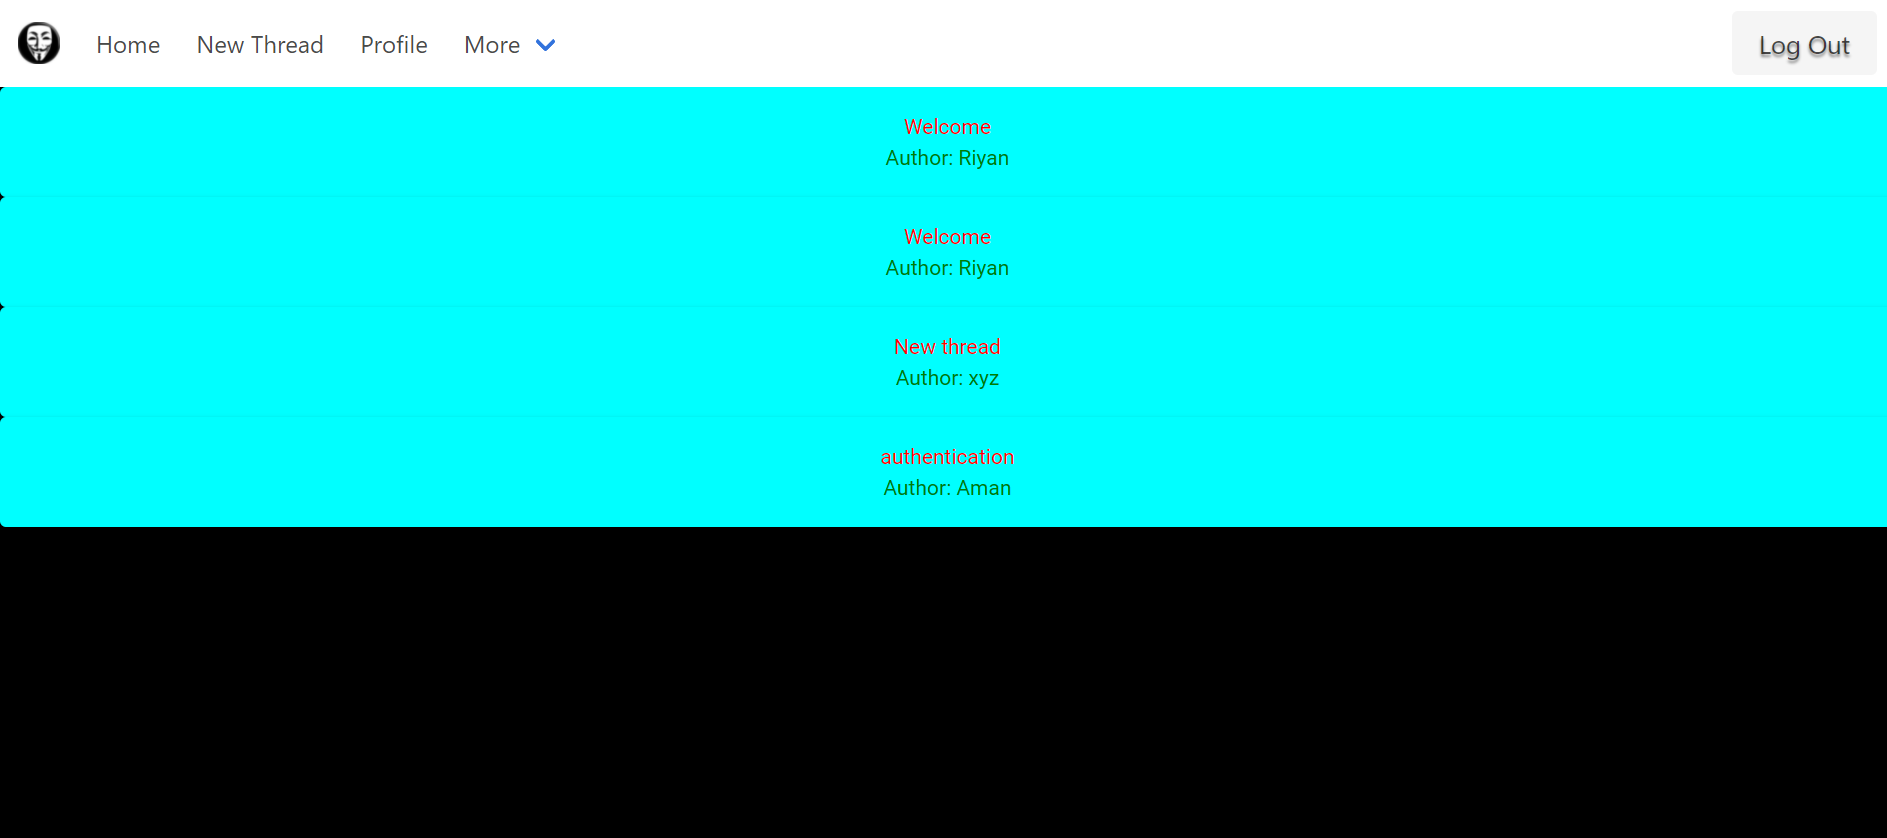 Home New Thread Profile More Log Out
Welcome
Author: Riyan
Welcome
Author: Riyan
New thread
Author: xyz
authentication
Author: Aman